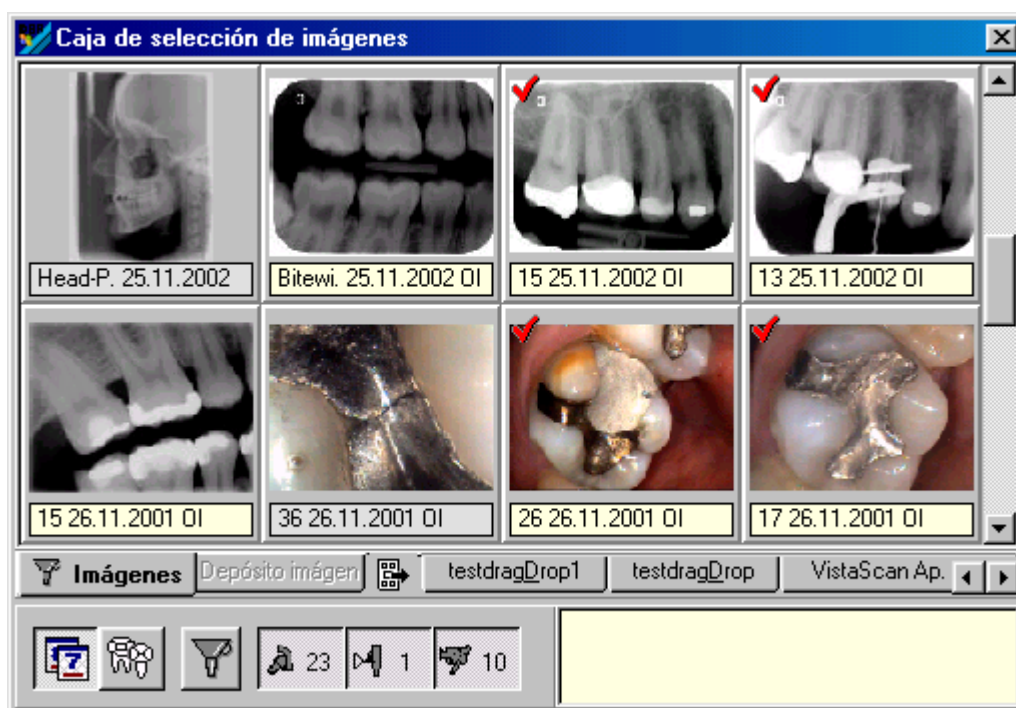 Caja de selección de imágenes
Head-P. 25.11.2002
Bitewi. 25.11.2002 OI
15 25.11.2002 OI
13 25.11.2002 OI
15 26.11.2001 OI
36 26.11.2001 OI
26 26.11.2001 OI
17 26.11.2001 OI
Imágenes
Depósito imágen
testdragDrop1
testdragDrop
VistaScan Ap.
7
23
1
10